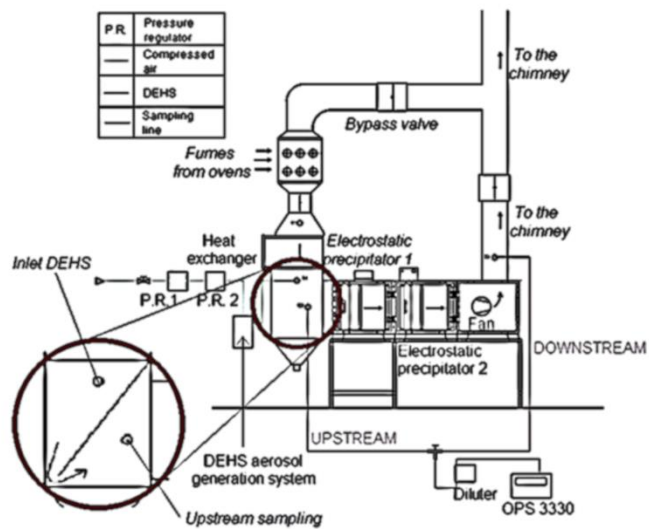 P.R. Pressure regulator
Compressed air
DEHS
Sampling line
To the chimney
Bypass valve
Fumes from ovens
To the chimney
Heat exchanger
Electrostatic precipitator 1
Inlet DEHS
P.R.1
P.R. 2
Fan
Electrostatic precipitator 2
DOWNSTREAM
UPSTREAM
DEHS aerosol generation system
Diluter
OPS 3330
Upstream sampling